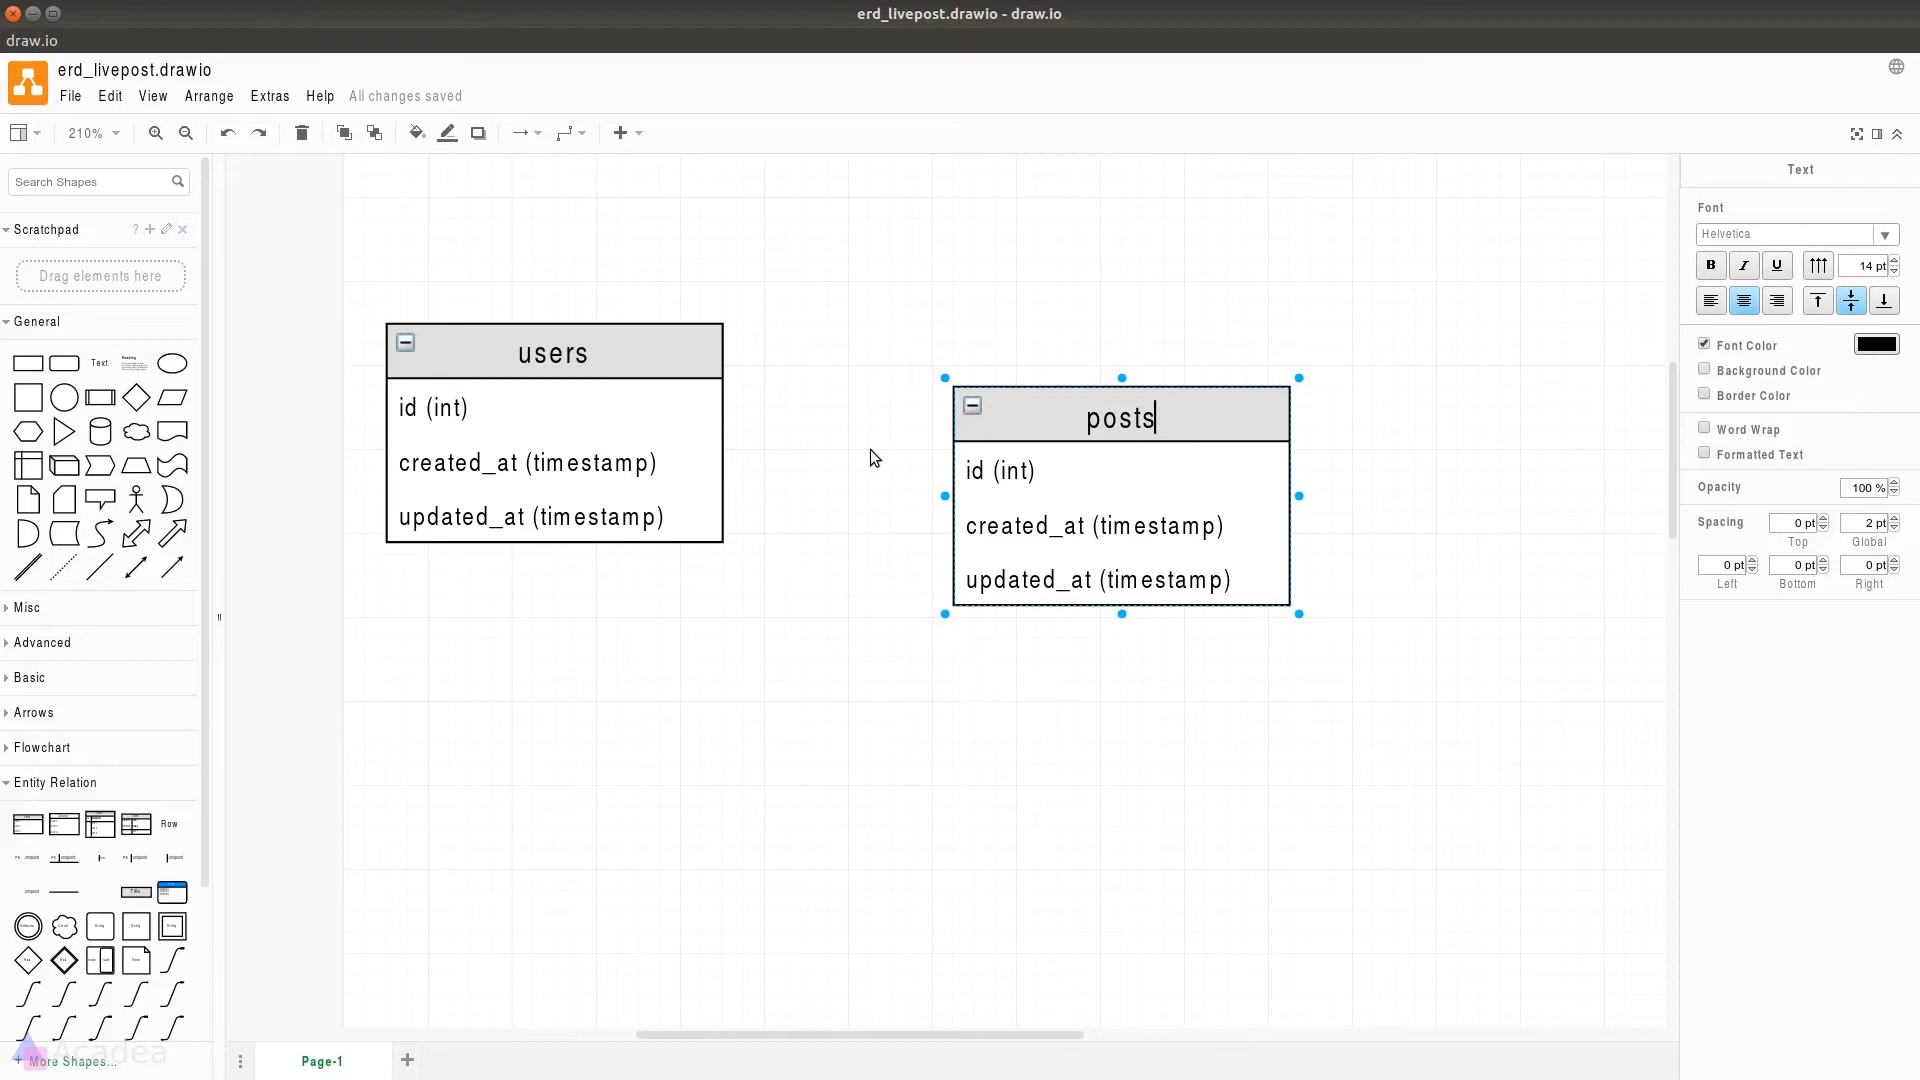 erd_livepost.drawio - draw.io
draw.io
erd_livepost.drawio
File Edit View Arrange Extras Help All changes saved
210%
Search Shapes
Scratchpad
?
Drag elements here
General
Text
Heading
Misc
Advanced
Basic
Arrows
Flowchart
Entity Relation
Row
Title
More Shapes...
Acadea
users
id (int)
created_at (timestamp)
updated_at (timestamp)
posts
id (int)
created_at (timestamp)
updated_at (timestamp)
Page-1
Text
Font
Helvetica
B I U 14 pt
Font Color
Background Color
Border Color
Word Wrap
Formatted Text
Opacity 100 %
Spacing 0 pt 2 pt
Top Global
0 pt 0 pt 0 pt
Left Bottom Right